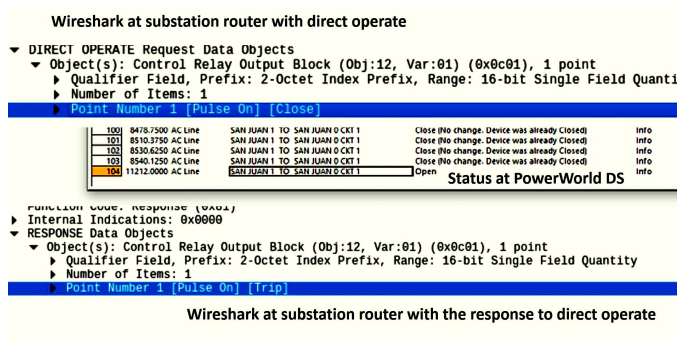 Wireshark at substation router with direct operate
DIRECT OPERATE Request Data Objects
Object(s): Control Relay Output Block (Obj:12, Var:01) (0x0c01), 1 point
Qualifier Field, Prefix: 2-Octet Index Prefix, Range: 16-bit Single Field Quanti
Number of Items: 1
Point Number 1 [Pulse On] [Close]
100 8478.7500 AC Line SAN JUAN 1 TO SAN JUAN 0 CKT 1 Close (No change. Device was already Closed) Info
101 8510.3750 AC Line SAN JUAN 1 TO SAN JUAN 0 CKT 1 Close (No change. Device was already Closed) Info
102 8530.6250 AC Line SAN JUAN 1 TO SAN JUAN 0 CKT 1 Close (No change. Device was already Closed) Info
103 8540.1250 AC Line SAN JUAN 1 TO SAN JUAN 0 CKT 1 Close (No change. Device was already Closed) Info
104 11212.0000 AC Line SAN JUAN 1 TO SAN JUAN 0 CKT 1 Open Info
Status at PowerWorld DS
Function Code: Response (0x81)
Internal Indications: 0x0000
RESPONSE Data Objects
Object(s): Control Relay Output Block (Obj:12, Var:01) (0x0c01), 1 point
Qualifier Field, Prefix: 2-Octet Index Prefix, Range: 16-bit Single Field Quantity
Number of Items: 1
Point Number 1 [Pulse On] [Trip]
Wireshark at substation router with the response to direct operate